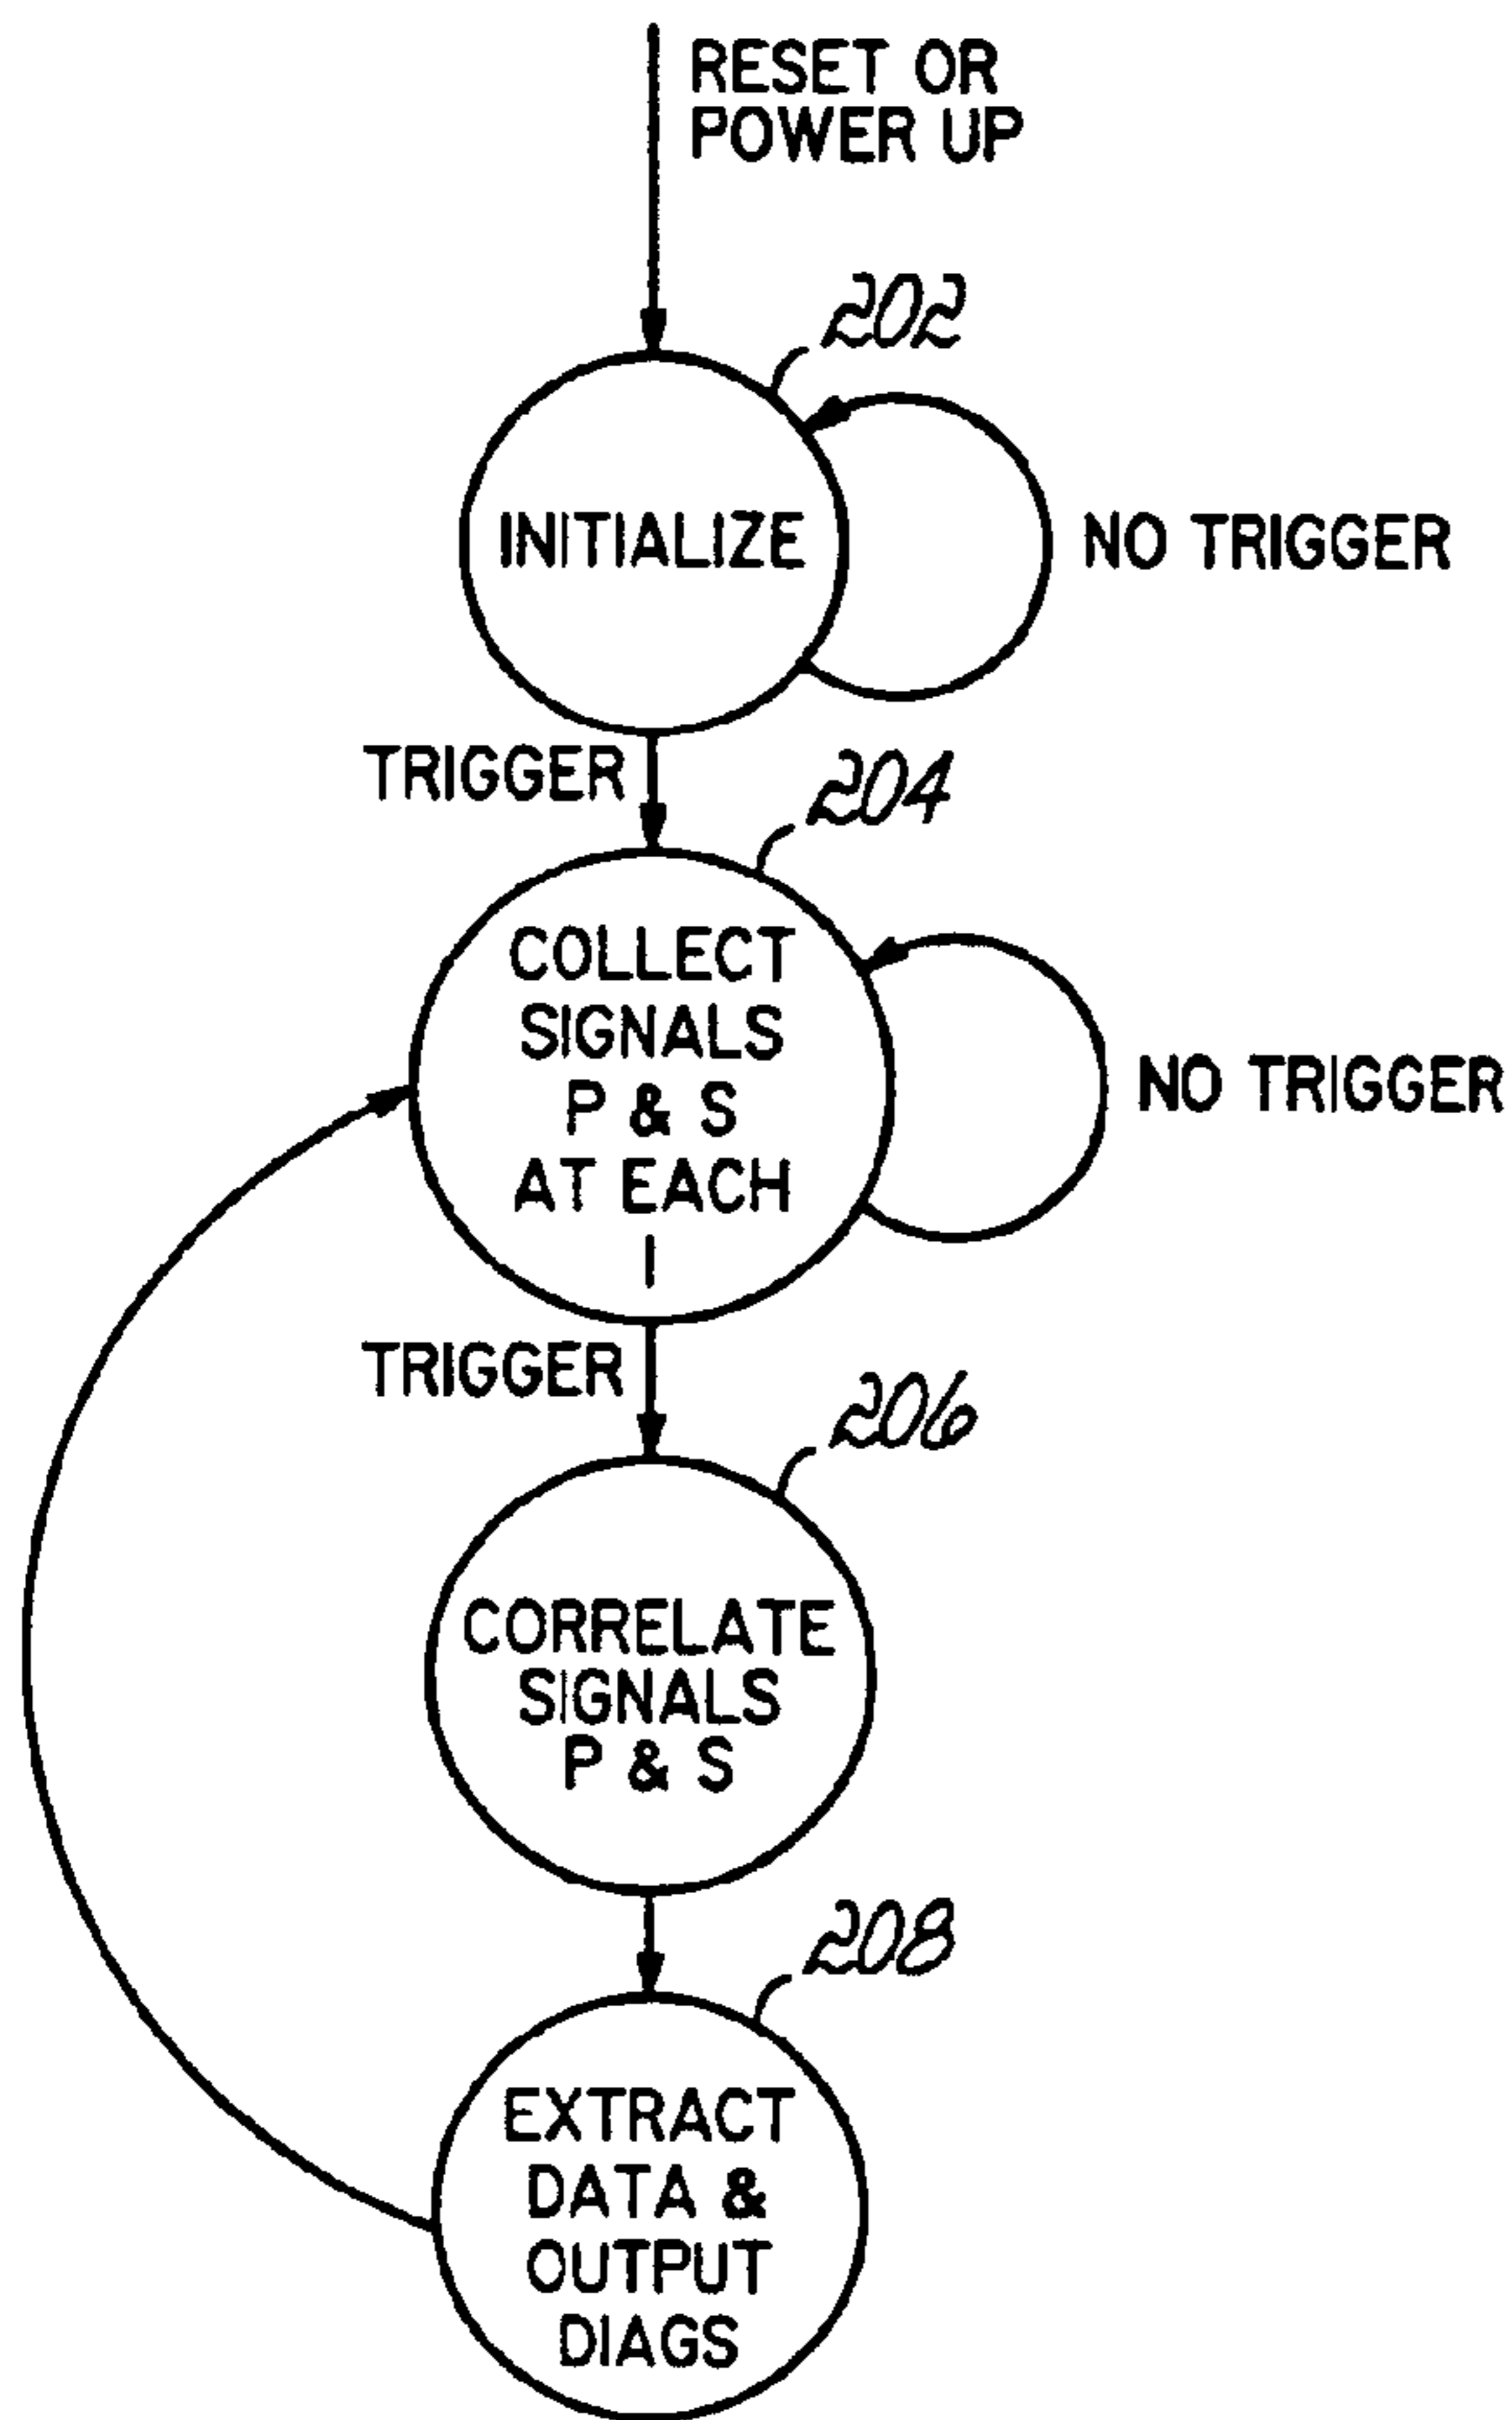 RESET OR
POWER UP
202
INITIALIZE
NO TRIGGER
TRIGGER
204
COLLECT
SIGNALS
P & S
AT EACH
I
NO TRIGGER
TRIGGER
206
CORRELATE
SIGNALS
P & S
208
EXTRACT
DATA &
OUTPUT
DIAGS